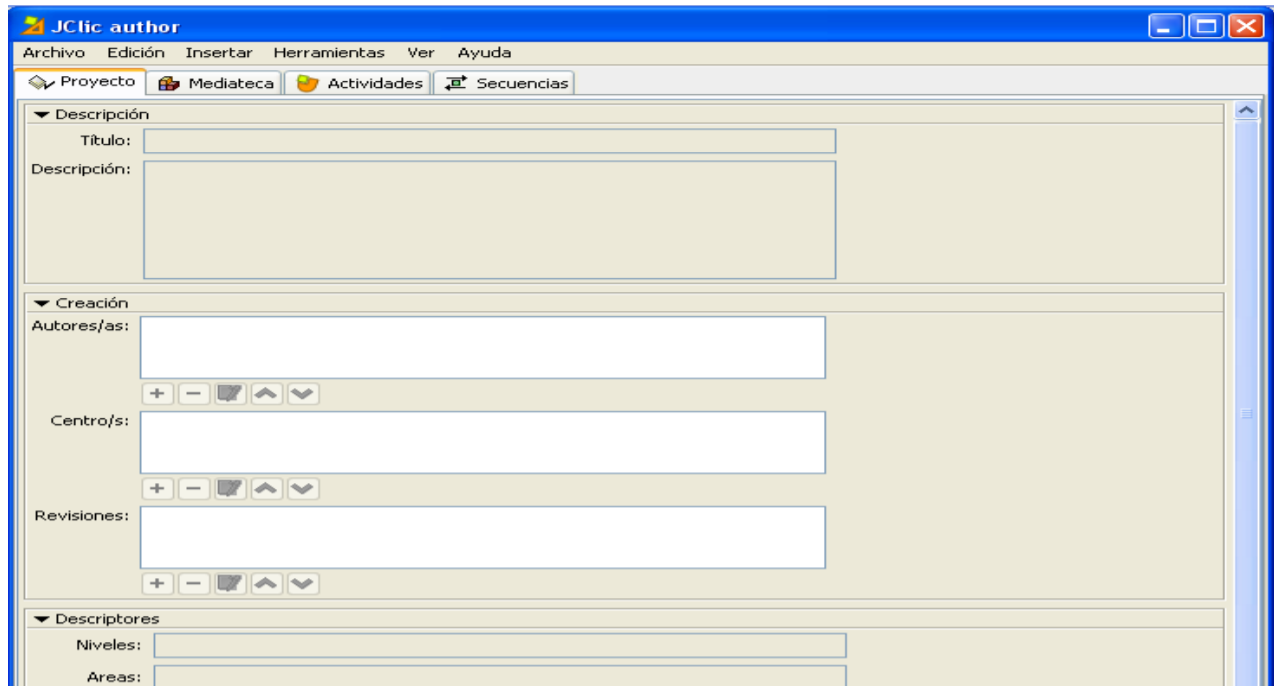 JClic author
Archivo Edición Insertar Herramientas Ver Ayuda
Proyecto Mediateca Actividades Secuencias
Descripción
Título:
Descripción:
Creación
Autores/as:
Centro/s:
Revisiones:
Descriptores
Niveles:
Areas: